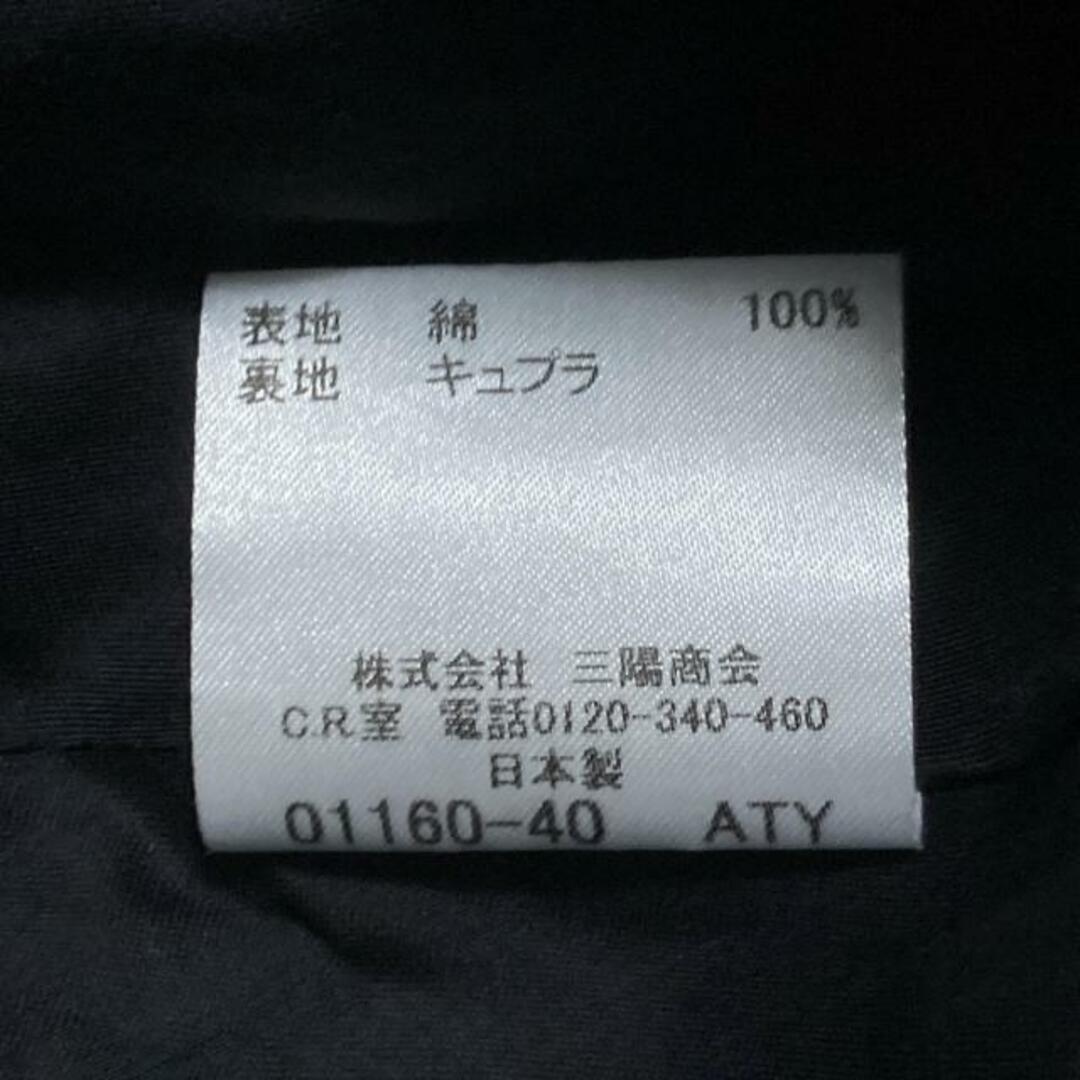 表地 綿 100%
裏地 キュプラ
株式会社 三陽商会
C.R.室 電話0120-340-460
日本製
01160-40 ATY